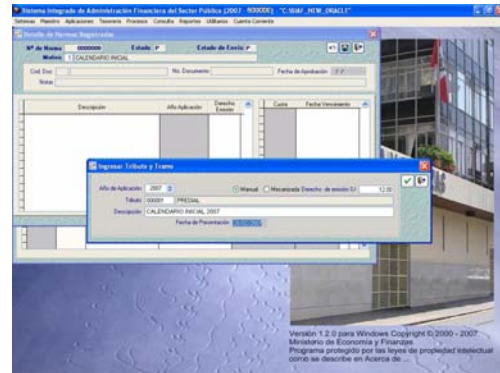 Sistema Integrado de Administración Financiera del Sector Público (2007 - 600000) : "C:\SIAF_NEW_ORACLE\"
Sistemas Maestro Aplicaciones Tesorería Procesos Consulta Reportes Utilitarios Cuenta Corriente
Detalle de Normas Registradas
Nº de Norma 0000000 Estado P Estado de Envío P
Motivo 1 CALENDARIO INICIAL
Cod. Doc. No. Documento Fecha de Aprobación / /
Notas
Descripción Año Aplicación Derecho Emisión Cuota Fecha Vencimiento
Ingresar Tributo y Tramo
Año de Aplicación 2007 Manual Mecanizada Derecho de emisión S/. 12.00
Tributo 000001 PREDIAL
Descripción CALENDARIO INICIAL 2007
Fecha de Presentación
Versión 1.2.0 para Windows Copyright © 2000 - 2007
Ministerio de Economía y Finanzas
Programa protegido por las leyes de propiedad intelectual
como se describe en Acerca de ...